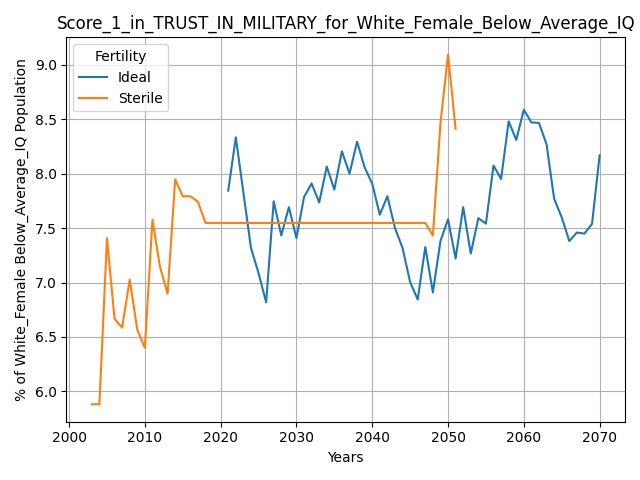 Score_1_in_TRUST_IN_MILITARY_for_White_Female_Below_Average_IQ
% of White_Female Below_Average_IQ Population
9.0
8.5
8.0
7.5
7.0
6.5
6.0
Fertility
Ideal
Sterile
2000 2010 2020 2030 2040 2050 2060 2070
Years